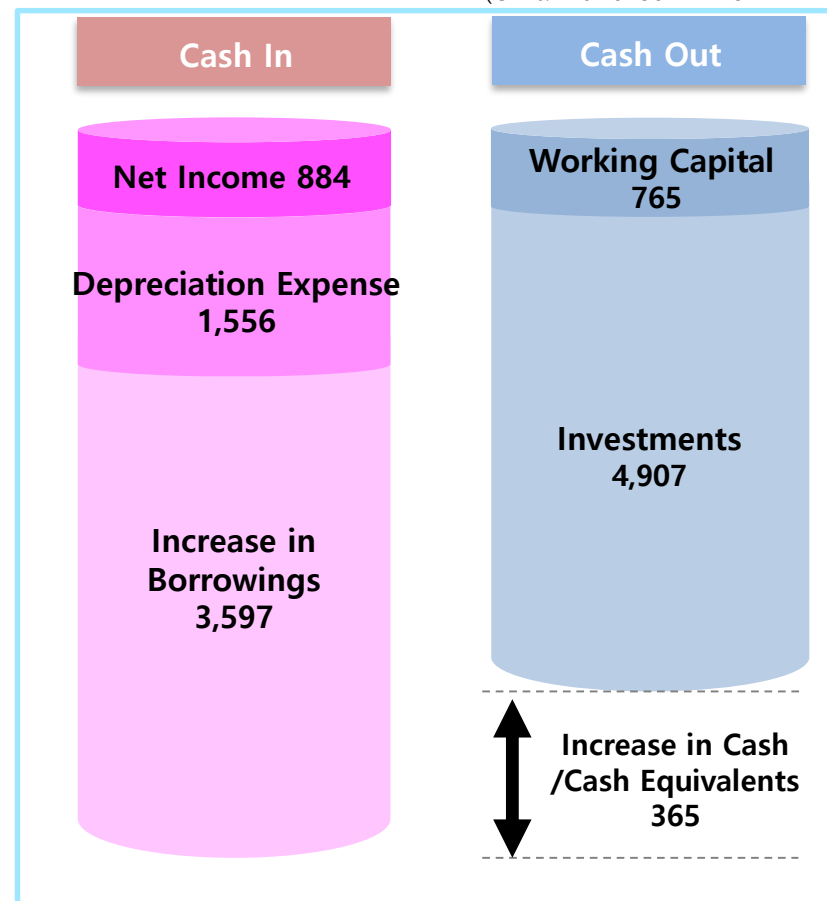 Cash In
Net Income 884
Depreciation Expense
1,556
Increase in
Borrowings
3,597
Cash Out
Working Capital
765
Investments
4,907
Increase in Cash
/Cash Equivalents
365